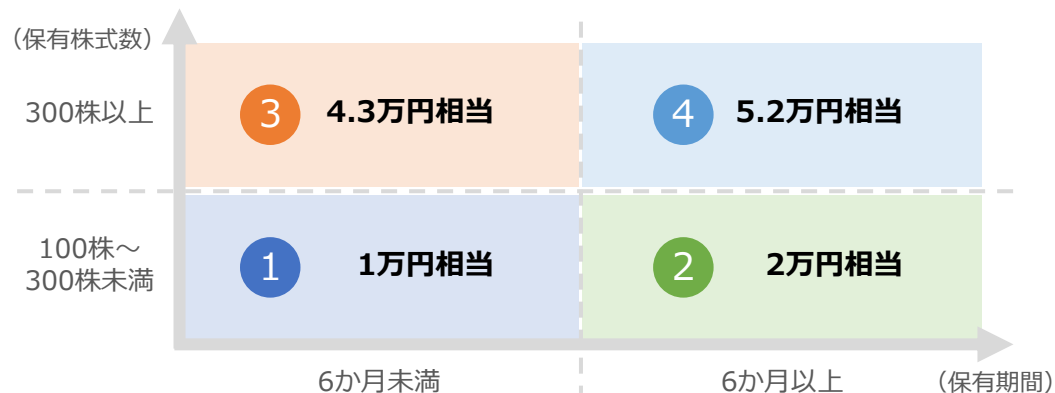 （保有株式数）
300株以上
3
4.3万円相当
4
5.2万円相当
100株～
300株未満
1
1万円相当
2
2万円相当
6か月未満
6か月以上
（保有期間）